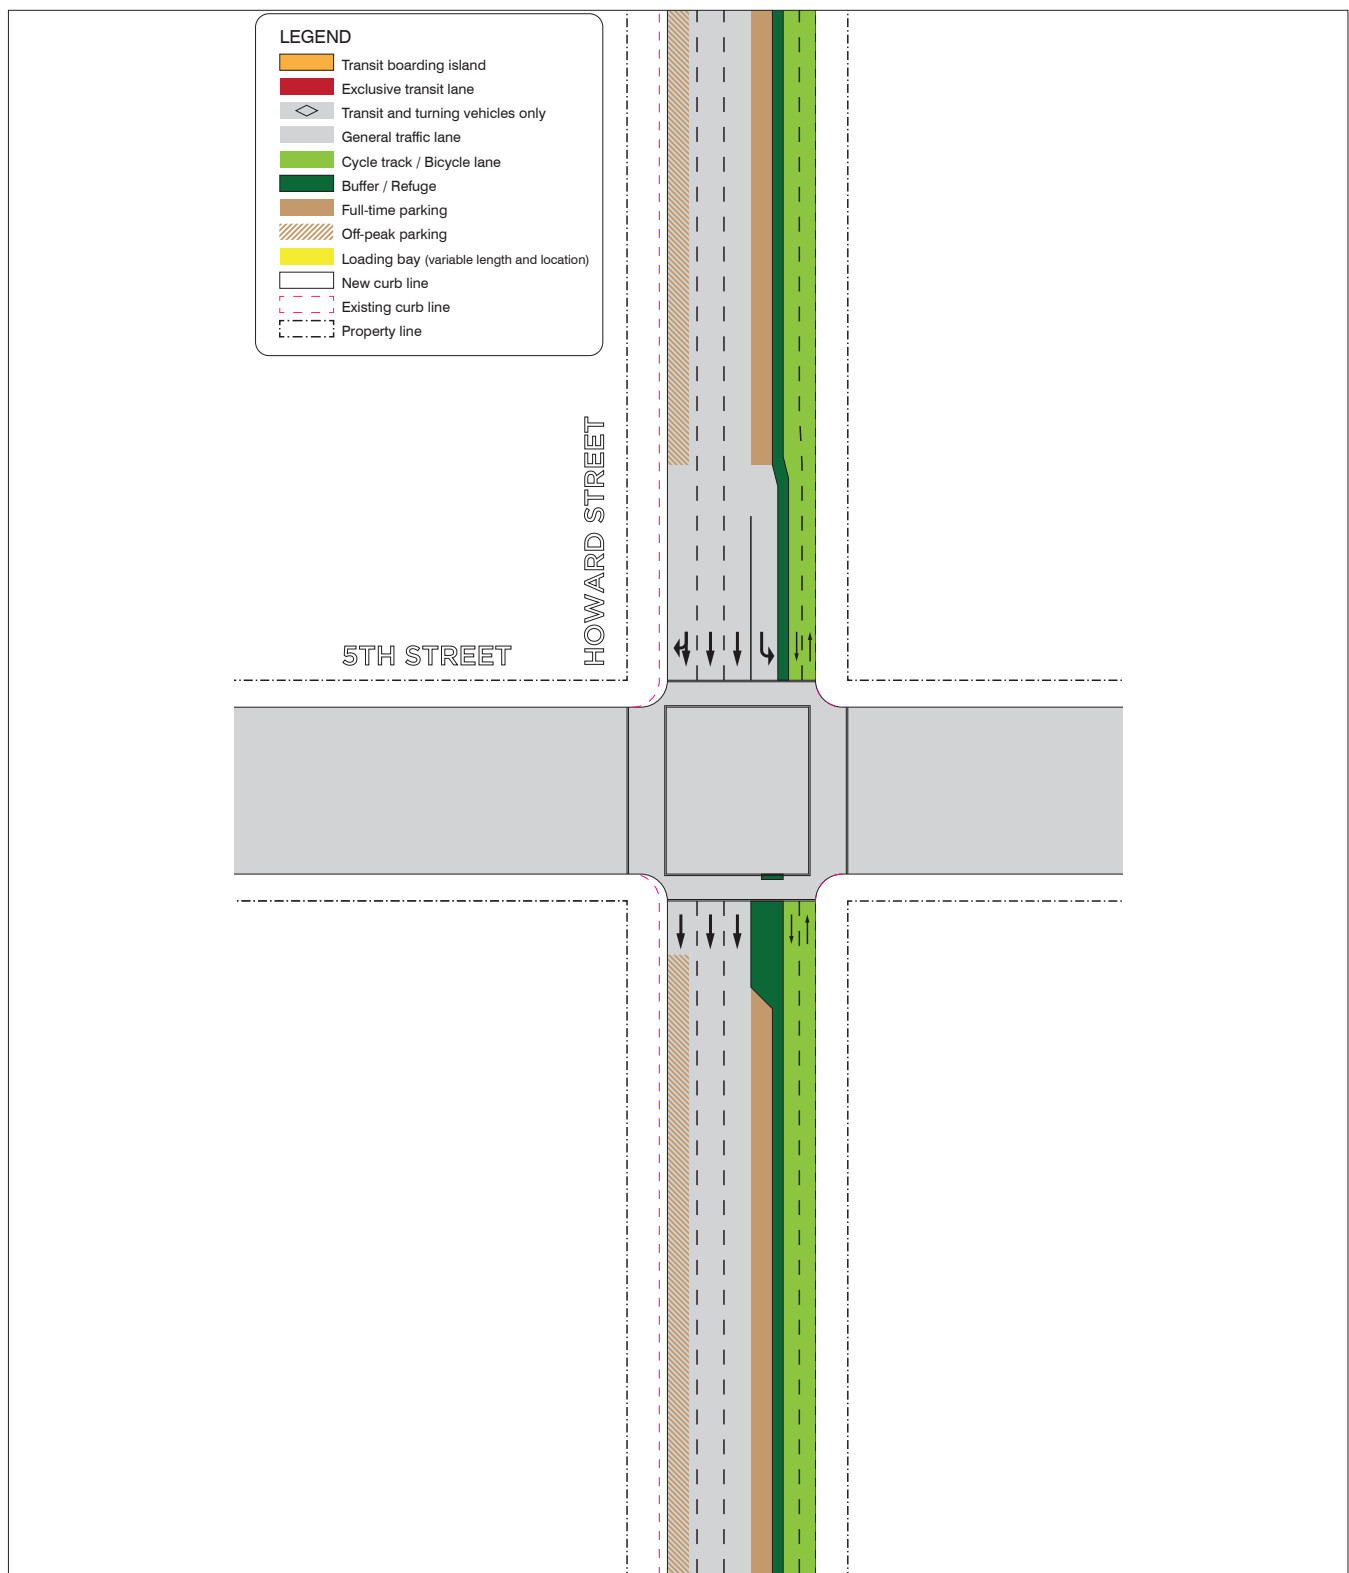 LEGEND
Transit boarding island
Exclusive transit lane
Transit and turning vehicles only
General traffic lane
Cycle track / Bicycle lane
Buffer / Refuge
Full-time parking
Off-peak parking
Loading bay (variable length and location)
New curb line
Existing curb line
Property line
HOWARD STREET
5TH STREET